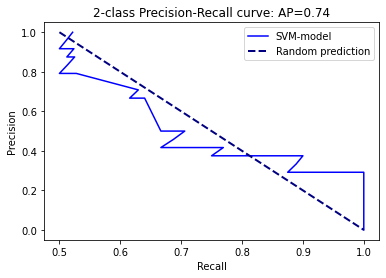 2-class Precision-Recall curve: AP=0.74
1.0
0.8
0.6
0.4
0.2
0.0
Precision
SVM-model
Random prediction
0.5 0.6 0.7 0.8 0.9 1.0
Recall